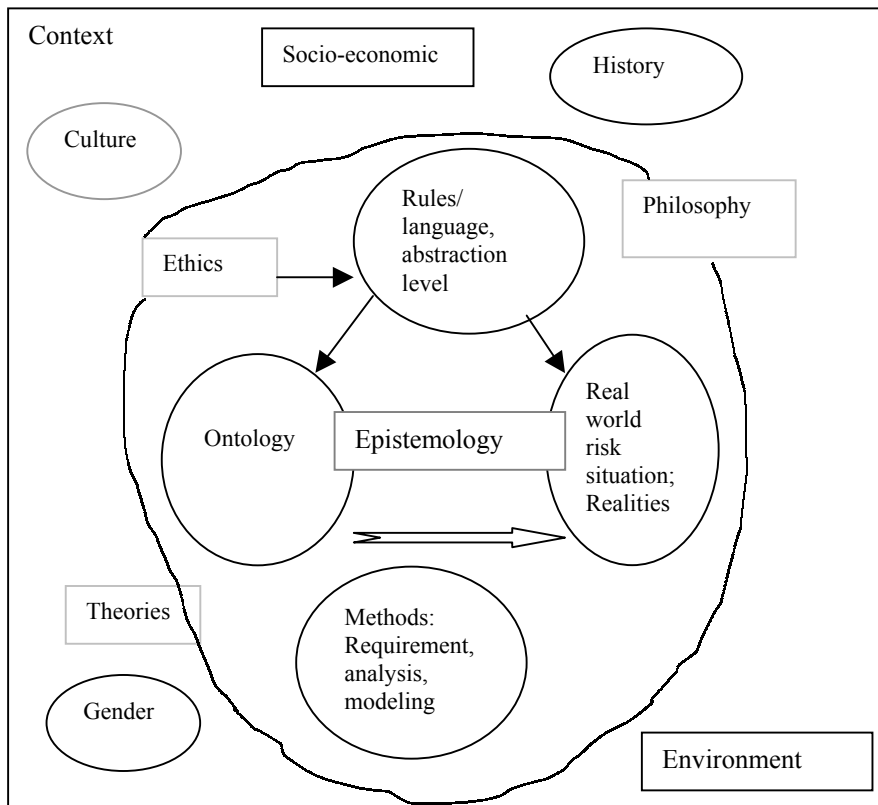 Context
Socio-economic
History
Culture
Rules/
language,
abstraction
level
Philosophy
Ethics
Ontology
Epistemology
Real
world
risk
situation;
Realities
Theories
Methods:
Requirement,
analysis,
modeling
Gender
Environment